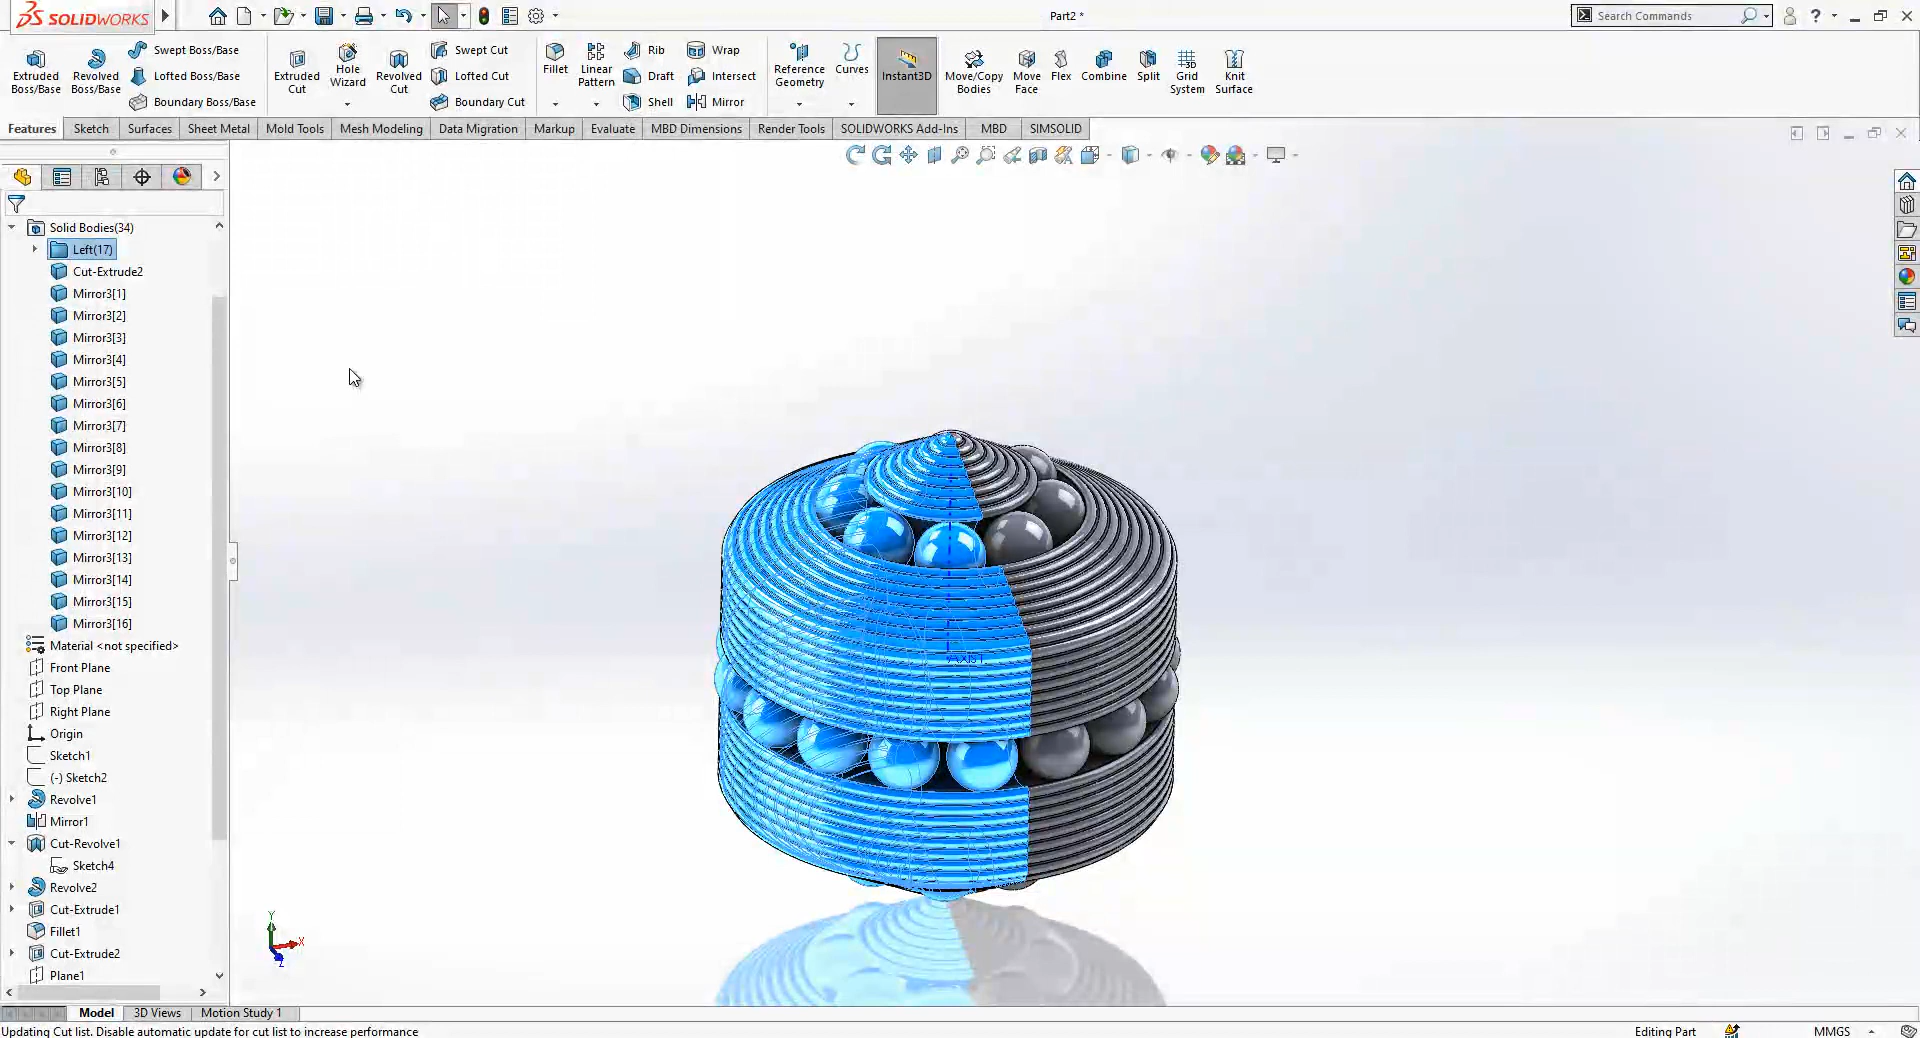 SOLIDWORKS
Part2 *
Search Commands
Extruded Boss/Base
Revolved Boss/Base
Swept Boss/Base
Lofted Boss/Base
Boundary Boss/Base
Extruded Cut
Hole Wizard
Revolved Cut
Swept Cut
Lofted Cut
Boundary Cut
Fillet
Linear Pattern
Rib
Draft
Shell
Wrap
Intersect
Mirror
Reference Geometry
Curves
Instant3D
Move/Copy Bodies
Move Face
Flex
Combine
Split
Grid System
Knit Surface
Features
Sketch
Surfaces
Sheet Metal
Mold Tools
Mesh Modeling
Data Migration
Markup
Evaluate
MBD Dimensions
Render Tools
SOLIDWORKS Add-Ins
MBD
SIMSOLID
Solid Bodies(34)
Left(17)
Cut-Extrude2
Mirror3[1]
Mirror3[2]
Mirror3[3]
Mirror3[4]
Mirror3[5]
Mirror3[6]
Mirror3[7]
Mirror3[8]
Mirror3[9]
Mirror3[10]
Mirror3[11]
Mirror3[12]
Mirror3[13]
Mirror3[14]
Mirror3[15]
Mirror3[16]
Material <not specified>
Front Plane
Top Plane
Right Plane
Origin
Sketch1
(-) Sketch2
Revolve1
Mirror1
Cut-Revolve1
Sketch4
Revolve2
Cut-Extrude1
Fillet1
Cut-Extrude2
Plane1
Axis1
Y
X
Z
Model
3D Views
Motion Study 1
Updating Cut list. Disable automatic update for cut list to increase performance
Editing Part
MMGS